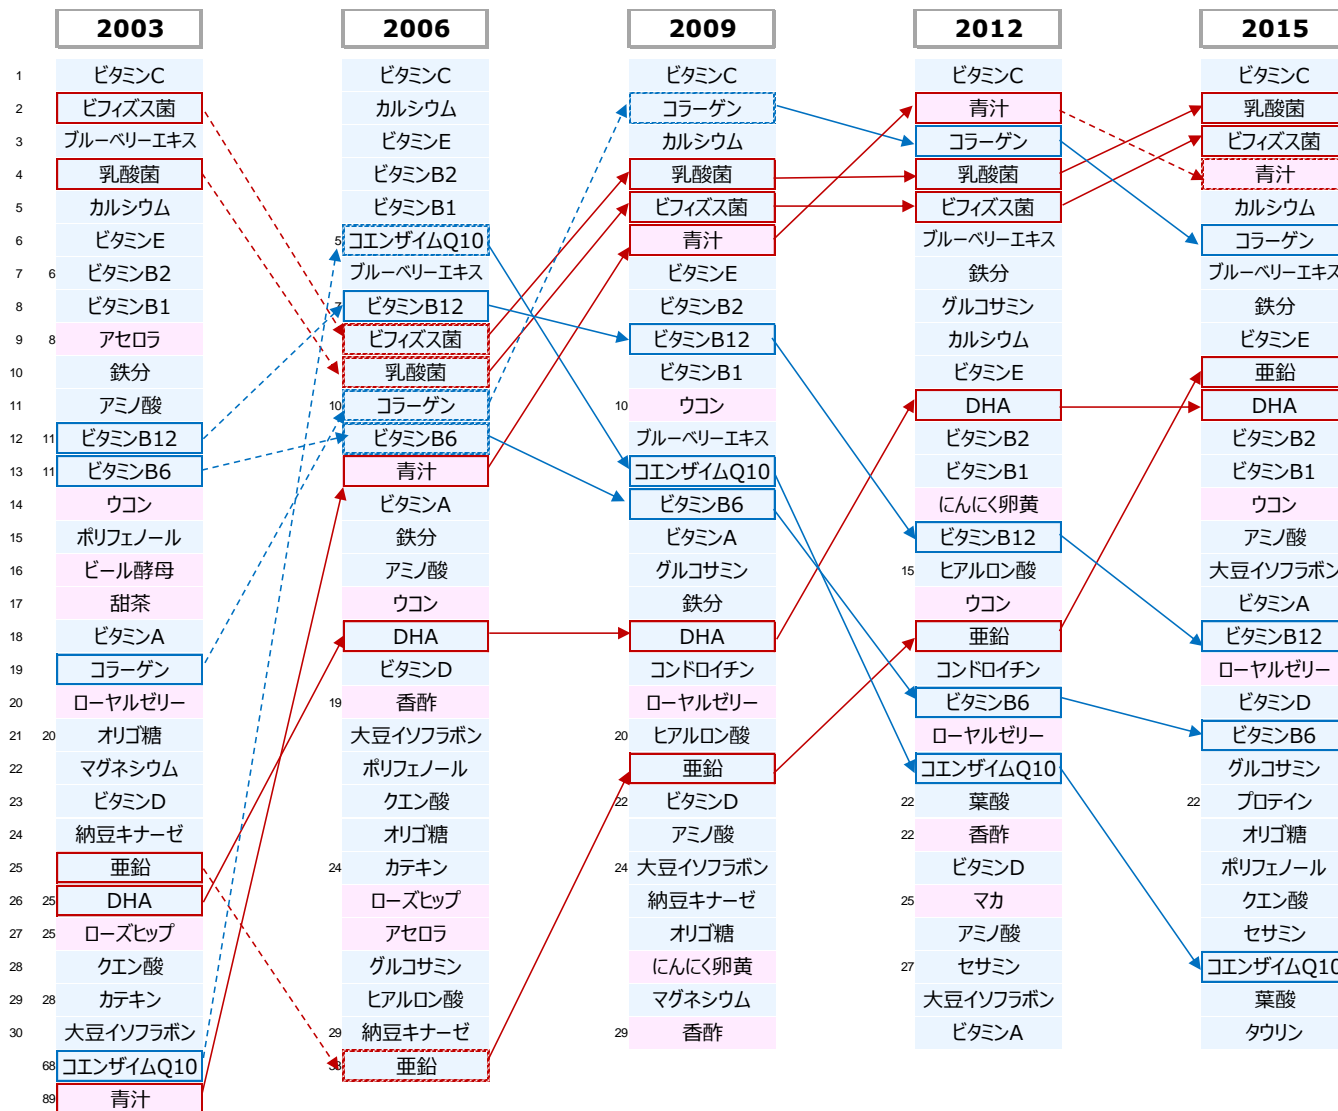 2003 2006 2009 2012 2015
1 ビタミンC ビタミンC ビタミンC ビタミンC ビタミンC
2 ビフィズス菌 カルシウム コラーゲン 青汁 乳酸菌
3 ブルーベリーエキス ビタミンE カルシウム コラーゲン ビフィズス菌
4 乳酸菌 ビタミンB2 乳酸菌 乳酸菌 青汁
5 カルシウム ビタミンB1 ビフィズス菌 ビフィズス菌 カルシウム
6 ビタミンE 5 コエンザイムQ10 青汁 ブルーベリーエキス コラーゲン
7 6 ビタミンB2 ブルーベリーエキス ビタミンE 鉄分 ブルーベリーエキス
8 ビタミンB1 7 ビタミンB12 ビタミンB2 グルコサミン 鉄分
9 8 アセロラ ビフィズス菌 ビタミンB12 カルシウム ビタミンE
10 鉄分 乳酸菌 ビタミンB1 ビタミンE 亜鉛
11 アミノ酸 10 コラーゲン 10 ウコン DHA DHA
12 11 ビタミンB12 ビタミンB6 ブルーベリーエキス ビタミンB2 ビタミンB2
13 11 ビタミンB6 青汁 コエンザイムQ10 ビタミンB1 ビタミンB1
14 ウコン ビタミンA ビタミンB6 にんにく卵黄 ウコン
15 ポリフェノール 鉄分 ビタミンA ビタミンB12 アミノ酸
16 ビール酵母 アミノ酸 グルコサミン 15 ヒアルロン酸 大豆イソフラボン
17 甜茶 ウコン 鉄分 ウコン ビタミンA
18 ビタミンA DHA DHA 亜鉛 ビタミンB12
19 コラーゲン ビタミンD コンドロイチン コンドロイチン ローヤルゼリー
20 ローヤルゼリー 19 香酢 ローヤルゼリー ビタミンB6 ビタミンD
21 20 オリゴ糖 大豆イソフラボン 20 ヒアルロン酸 ローヤルゼリー ビタミンB6
22 マグネシウム ポリフェノール 亜鉛 コエンザイムQ10 グルコサミン
23 ビタミンD クエン酸 22 ビタミンD 22 葉酸 22 プロテイン
24 納豆キナーゼ オリゴ糖 アミノ酸 22 香酢 オリゴ糖
25 亜鉛 24 カテキン 24 大豆イソフラボン ビタミンD ポリフェノール
26 25 DHA ローズヒップ 納豆キナーゼ 25 マカ クエン酸
27 25 ローズヒップ アセロラ オリゴ糖 アミノ酸 セサミン
28 クエン酸 グルコサミン にんにく卵黄 27 セサミン コエンザイムQ10
29 28 カテキン ヒアルロン酸 マグネシウム 大豆イソフラボン 葉酸
30 大豆イソフラボン 29 納豆キナーゼ 29 香酢 ビタミンA タウリン
68 コエンザイムQ10 亜鉛
89 青汁